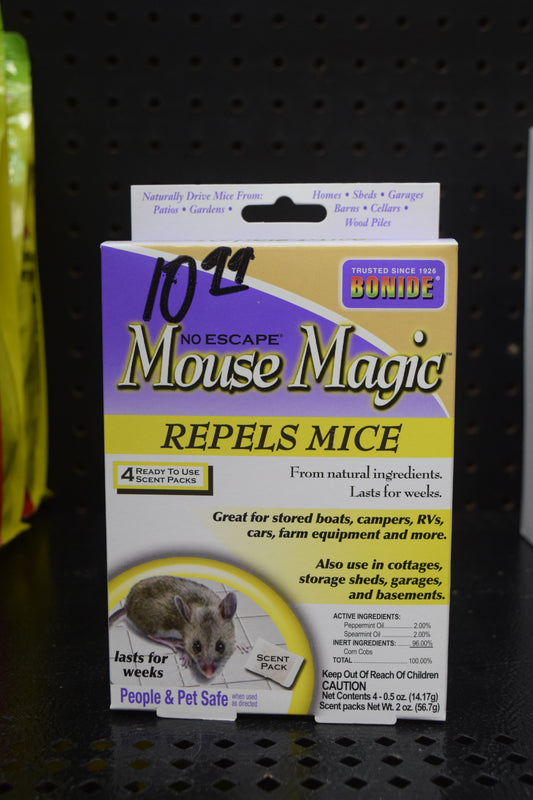 Naturally Drive Mice From:
Patios • Gardens •
Homes • Sheds • Garages
Barns • Cellars •
Wood Piles
10 99
TRUSTED SINCE 1926
BONIDE®
NO ESCAPE®
Mouse Magic™
REPELS MICE
4 READY TO USE
SCENT PACKS
From natural ingredients.
Lasts for weeks.
Great for stored boats, campers, RVs,
cars, farm equipment and more.
Also use in cottages,
storage sheds, garages,
and basements.
ACTIVE INGREDIENTS:
Peppermint Oil 2.00%
Spearmint Oil 2.00%
INERT INGREDIENTS: 96.00%
Corn Cobs
TOTAL 100.00%
lasts for
weeks
SCENT
PACK
People & Pet Safe when used
as directed
Keep Out Of Reach Of Children
CAUTION
Net Contents 4 - 0.5 oz. (14.17g)
Scent packs Net Wt. 2 oz. (56.7g)